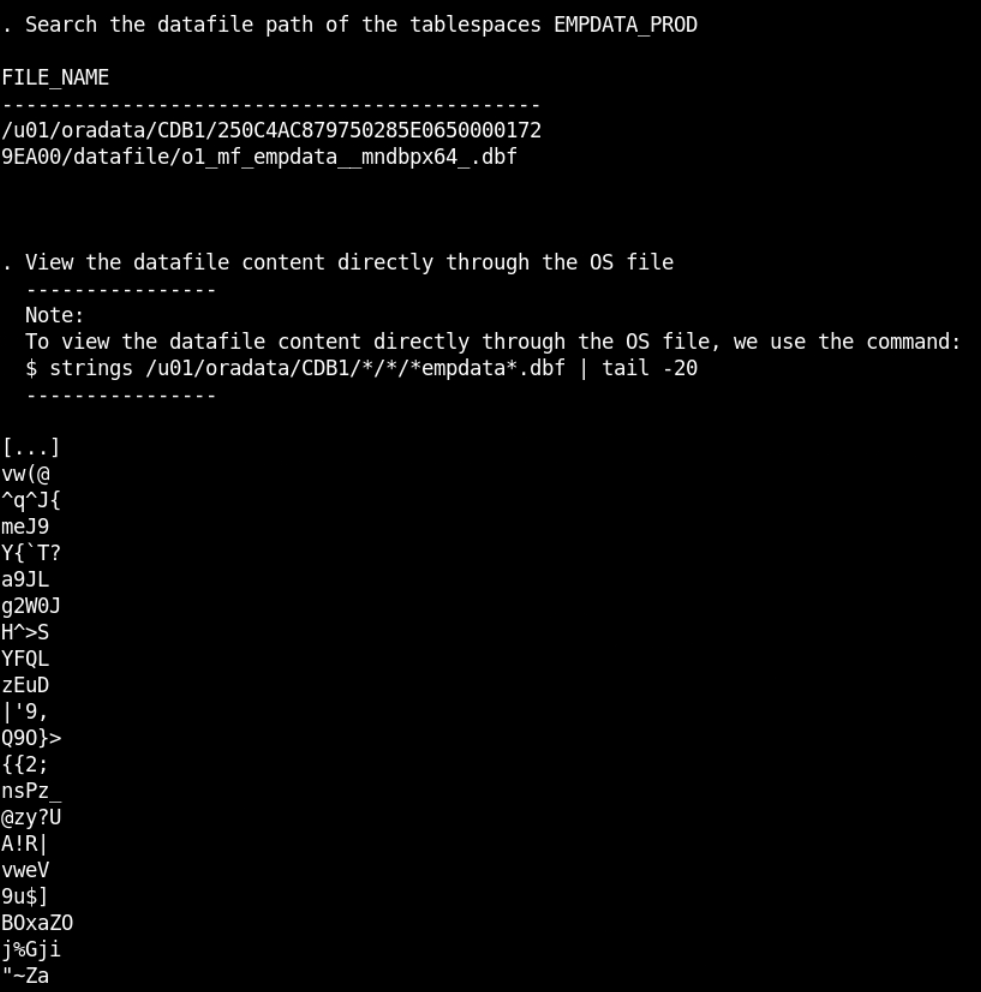 . Search the datafile path of the tablespaces EMPDATA_PROD
FILE_NAME
---------------------------------------------
/u01/oradata/CDB1/250C4AC879750285E0650000172
9EA00/datafile/o1_mf_empdata__mndbpx64_.dbf
. View the datafile content directly through the OS file
----------------
Note:
To view the datafile content directly through the OS file, we use the command:
$ strings /u01/oradata/CDB1/*/*/*empdata*.dbf | tail -20
----------------
[...]
vw(@
^q^J{
meJ9
Y{`T?
a9JL
g2W0J
H^>S
YFQL
zEuD
|'9,
Q9O}>
{{2;
nsPz_
@zy?U
A!R|
vweV
9u$]
BOxaZO
j%Gji
"~Za